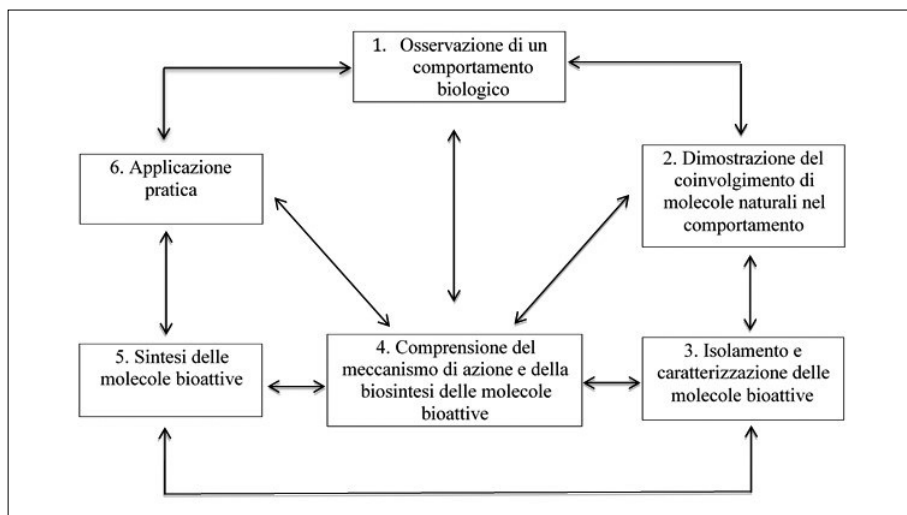 1. Osservazione di un
comportamento
biologico
6. Applicazione
pratica
2. Dimostrazione del
coinvolgimento di
molecole naturali nel
comportamento
5. Sintesi delle
molecole bioattive
4. Comprensione del
meccanismo di azione e della
biosintesi delle molecole
bioattive
3. Isolamento e
caratterizzazione delle
molecole bioattive